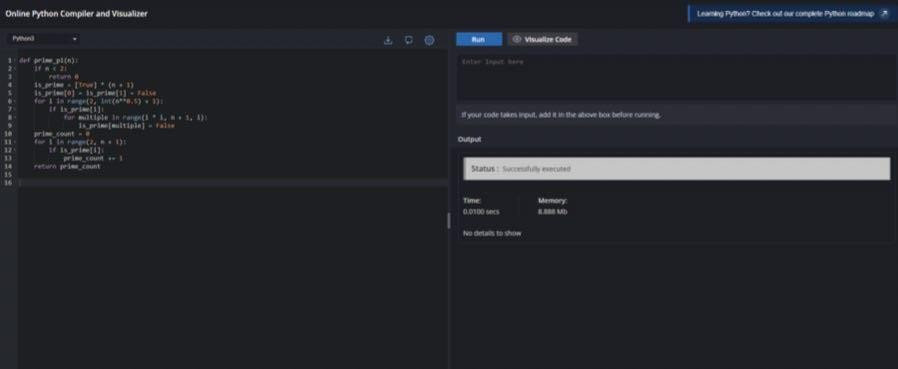 Online Python Compiler and Visualizer
Learning Python? Check out our complete Python roadmap
Python3
Run
Visualize Code
1 def prime_pi(n):
2 if n < 2:
3 return 0
4 is_prime = [True] * (n + 1)
5 is_prime[0] = is_prime[1] = False
6 for i in range(2, int(n**0.5) + 1):
7 if is_prime[i]:
8 for multiple in range(i * i, n + 1, i):
9 is_prime[multiple] = False
10 prime_count = 0
11 for i in range(2, n + 1):
12 if is_prime[i]:
13 prime_count += 1
14 return prime_count
15
16
Enter Input here
If your code takes input, add it in the above box before running.
Output
Status : Successfully executed
Time:
Memory:
0.0100 secs
8.888 Mb
No details to show